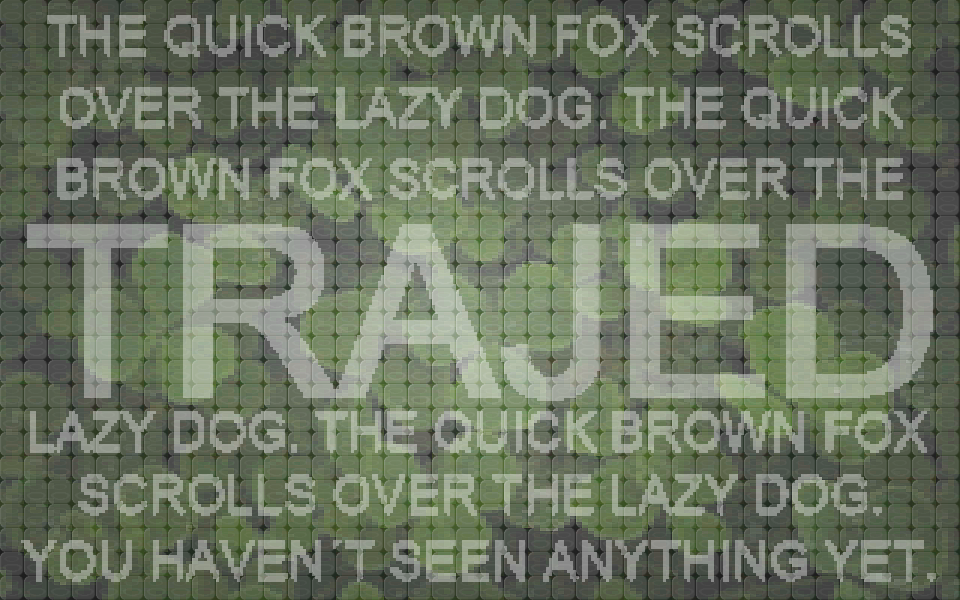 THE QUICK BROWN FOX SCROLLS
OVER THE LAZY DOG. THE QUICK
BROWN FOX SCROLLS OVER THE
TRAJED
LAZY DOG. THE QUICK BROWN FOX
SCROLLS OVER THE LAZY DOG.
YOU HAVEN'T SEEN ANYTHING YET.